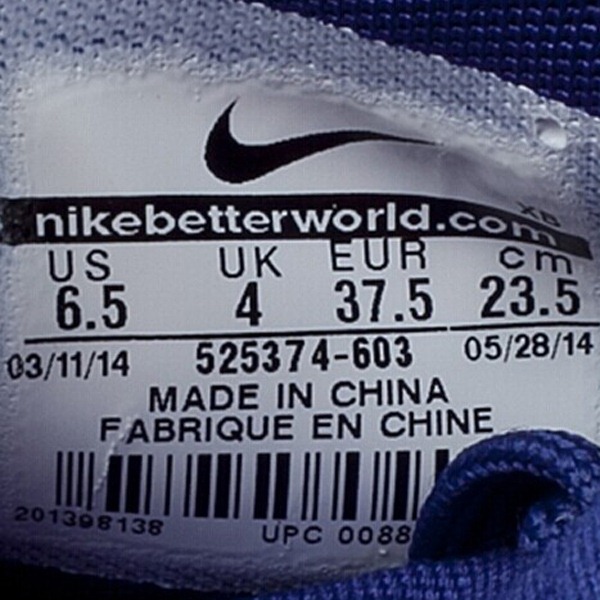 XB
nikebetterworld.com
US UK EUR cm
6.5 4 37.5 23.5
03/11/14 525374-603 05/28/14
MADE IN CHINA
FABRIQUE EN CHINE
201398138
UPC 0088